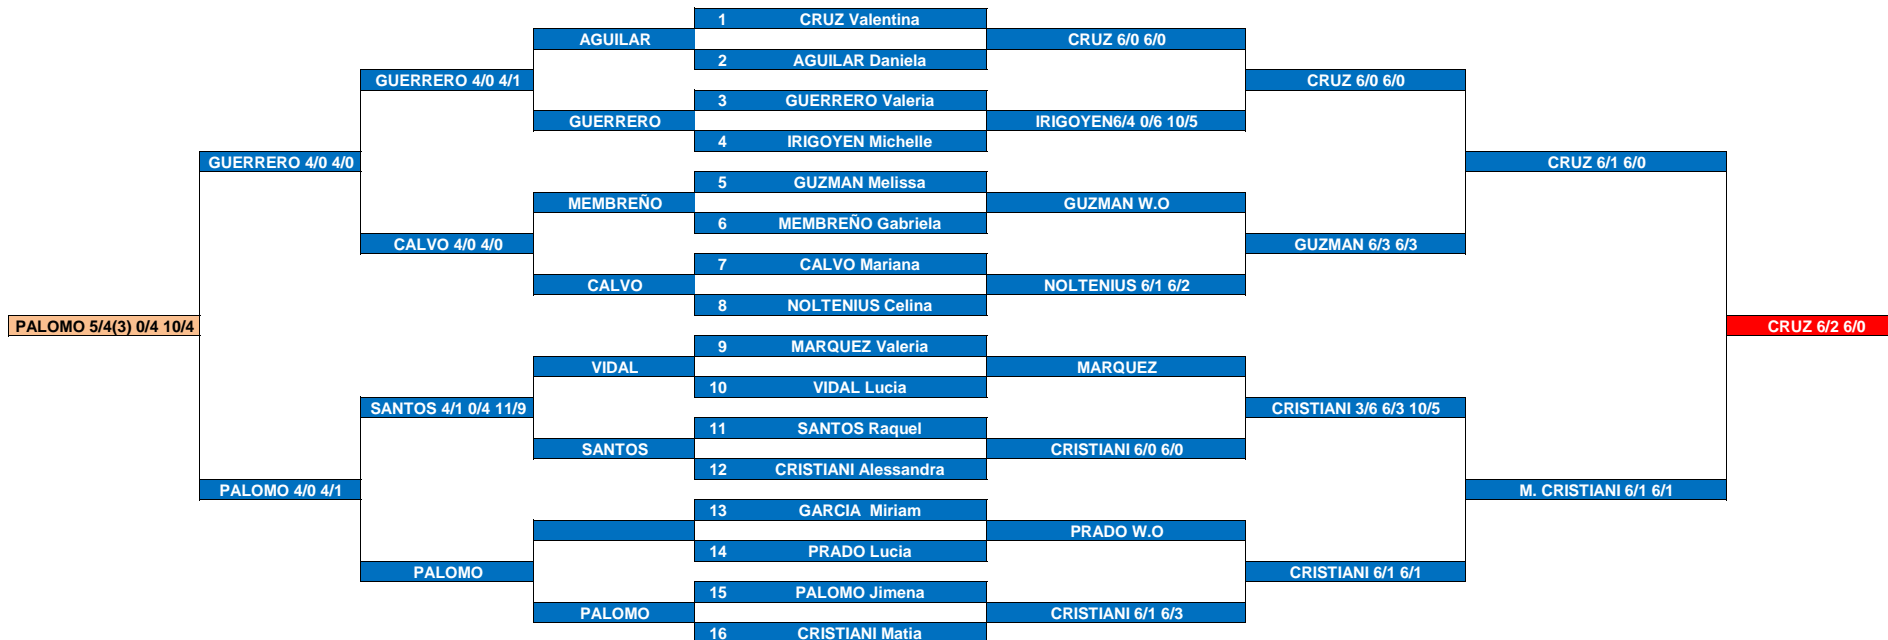 1 CRUZ Valentina
AGUILAR CRUZ 6/0 6/0
2 AGUILAR Daniela
GUERRERO 4/0 4/1 CRUZ 6/0 6/0
3 GUERRERO Valeria
GUERRERO IRIGOYEN6/4 0/6 10/5
4 IRIGOYEN Michelle
GUERRERO 4/0 4/0 CRUZ 6/1 6/0
5 GUZMAN Melissa
MEMBREÑO GUZMAN W.O
6 MEMBREÑO Gabriela
CALVO 4/0 4/0 GUZMAN 6/3 6/3
7 CALVO Mariana
CALVO NOLTENIUS 6/1 6/2
8 NOLTENIUS Celina
PALOMO 5/4(3) 0/4 10/4 CRUZ 6/2 6/0
9 MARQUEZ Valeria
VIDAL MARQUEZ
10 VIDAL Lucia
SANTOS 4/1 0/4 11/9 CRISTIANI 3/6 6/3 10/5
11 SANTOS Raquel
SANTOS CRISTIANI 6/0 6/0
12 CRISTIANI Alessandra
PALOMO 4/0 4/1 M. CRISTIANI 6/1 6/1
13 GARCIA Miriam
PRADO W.O
14 PRADO Lucia
PALOMO CRISTIANI 6/1 6/1
15 PALOMO Jimena
PALOMO CRISTIANI 6/1 6/3
16 CRISTIANI Matia